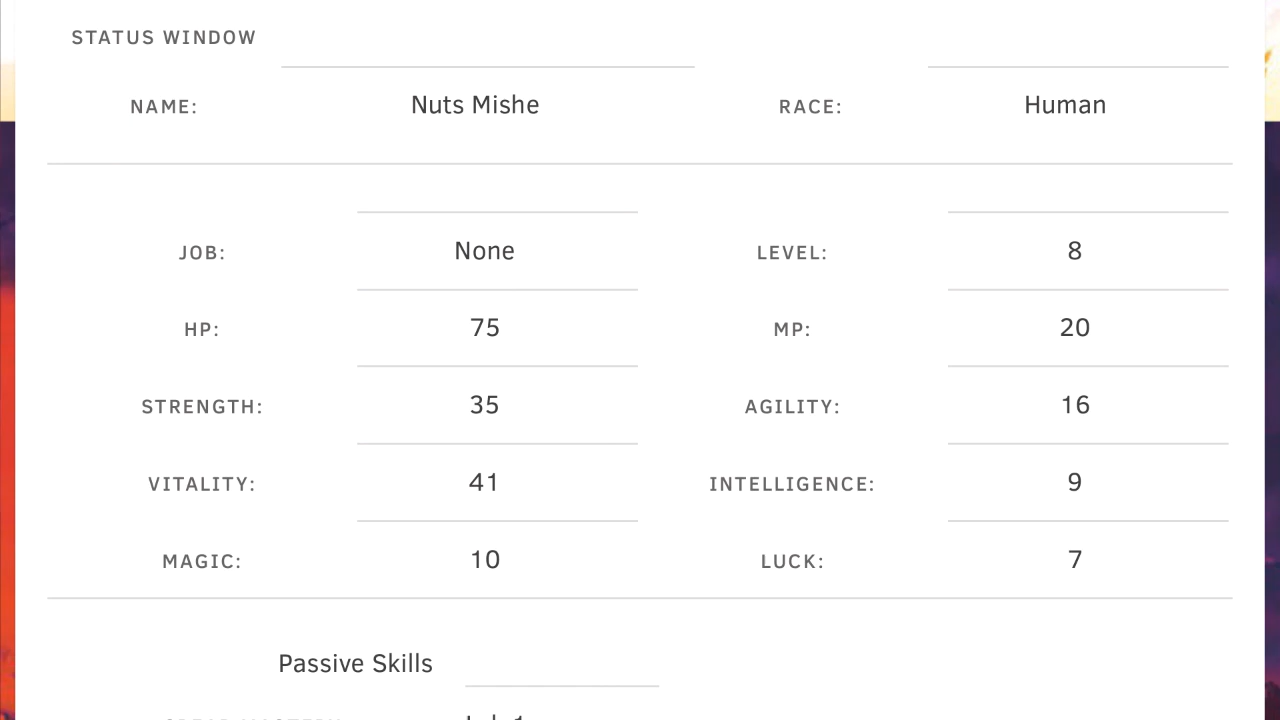 STATUS WINDOW
NAME: Nuts Mishe RACE: Human
JOB: None LEVEL: 8
HP: 75 MP: 20
STRENGTH: 35 AGILITY: 16
VITALITY: 41 INTELLIGENCE: 9
MAGIC: 10 LUCK: 7
Passive Skills